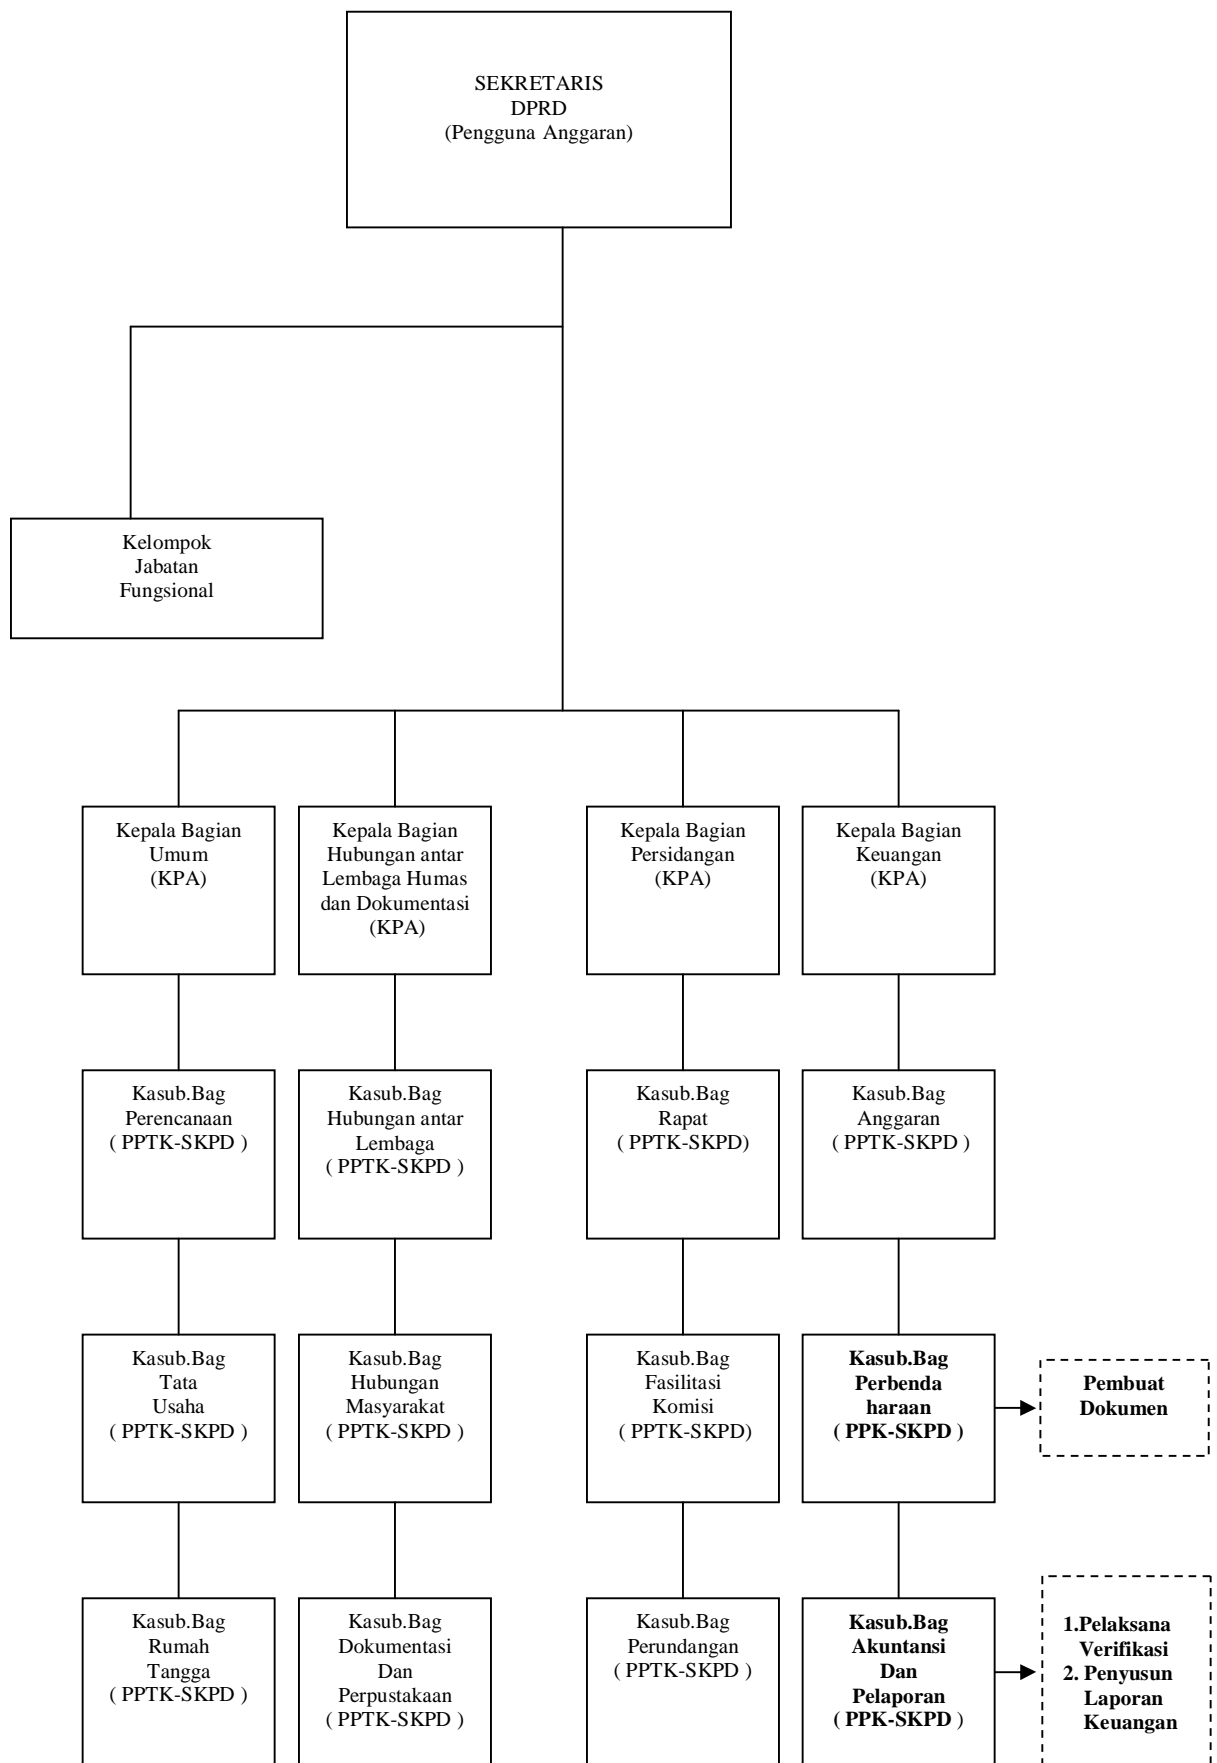 SEKRETARIS
DPRD
(Pengguna Anggaran)
Kelompok
Jabatan
Fungsional
Kepala Bagian
Umum
(KPA)
Kepala Bagian
Hubungan antar
Lembaga Humas
dan Dokumentasi
(KPA)
Kepala Bagian
Persidangan
(KPA)
Kepala Bagian
Keuangan
(KPA)
Kasub.Bag
Perencanaan
( PPTK-SKPD )
Kasub.Bag
Hubungan antar
Lembaga
( PPTK-SKPD )
Kasub.Bag
Rapat
( PPTK-SKPD)
Kasub.Bag
Anggaran
( PPTK-SKPD )
Kasub.Bag
Tata
Usaha
( PPTK-SKPD )
Kasub.Bag
Hubungan
Masyarakat
( PPTK-SKPD )
Kasub.Bag
Fasilitasi
Komisi
( PPTK-SKPD)
Kasub.Bag
Perbenda
haraan
( PPK-SKPD )
Pembuat
Dokumen
Kasub.Bag
Rumah
Tangga
( PPTK-SKPD )
Kasub.Bag
Dokumentasi
Dan
Perpustakaan
( PPTK-SKPD )
Kasub.Bag
Perundangan
( PPTK-SKPD )
Kasub.Bag
Akuntansi
Dan
Pelaporan
( PPK-SKPD )
1.Pelaksana
Verifikasi
2. Penyusun
Laporan
Keuangan